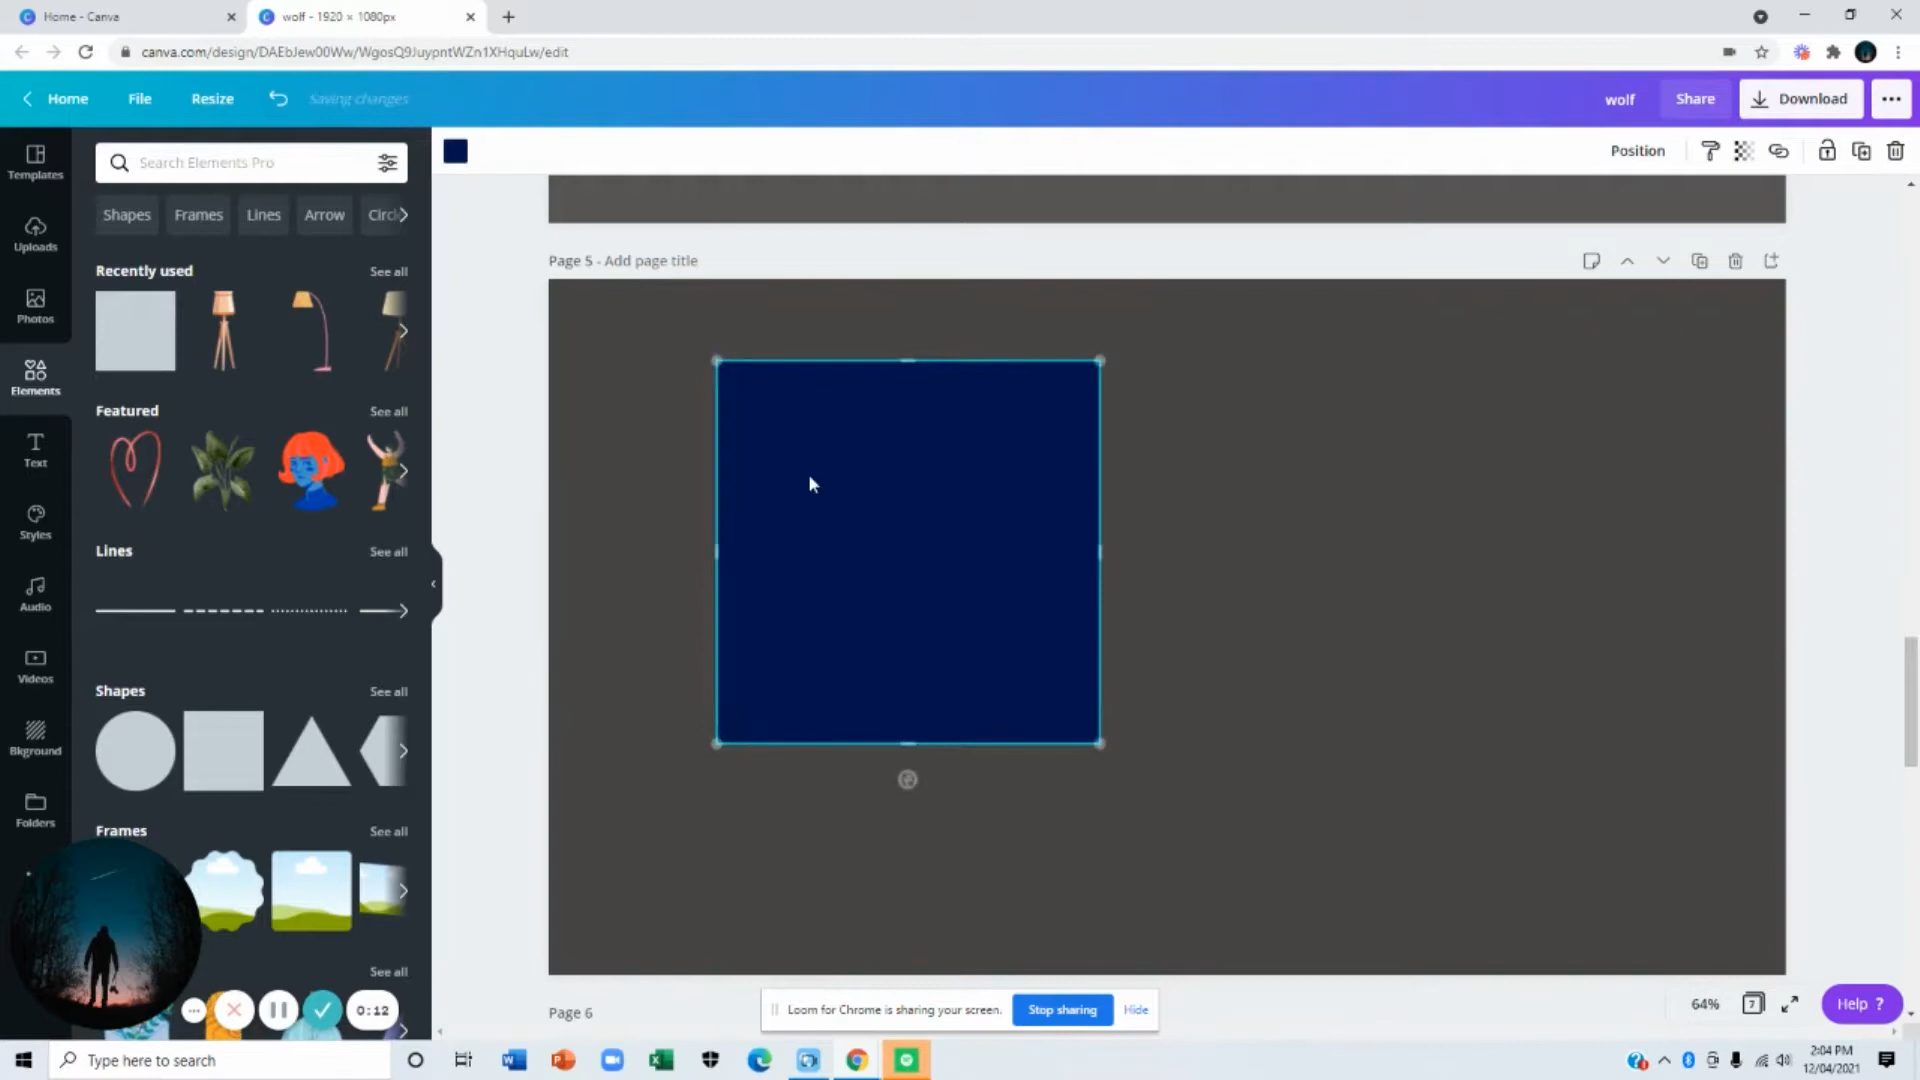 Home - Canva
wolf - 1920 × 1080px
canva.com/design/DAEbJew00Ww/WgosQ9JuypntWZn1XHquLw/edit
Home
File
Resize
Saving changes
wolf
Share
Download
Templates
Search Elements Pro
Position
Shapes
Frames
Lines
Arrow
Uploads
Page 5 - Add page title
Recently used
See all
Photos
Elements
Featured
See all
Text
Styles
Lines
See all
Audio
Videos
Shapes
See all
Bkground
Folders
Frames
See all
See all
0:12
Loom for Chrome is sharing your screen.
Stop sharing
Hide
Page 6
64%
7
Help ?
Type here to search
2:04 PM
12/04/2021